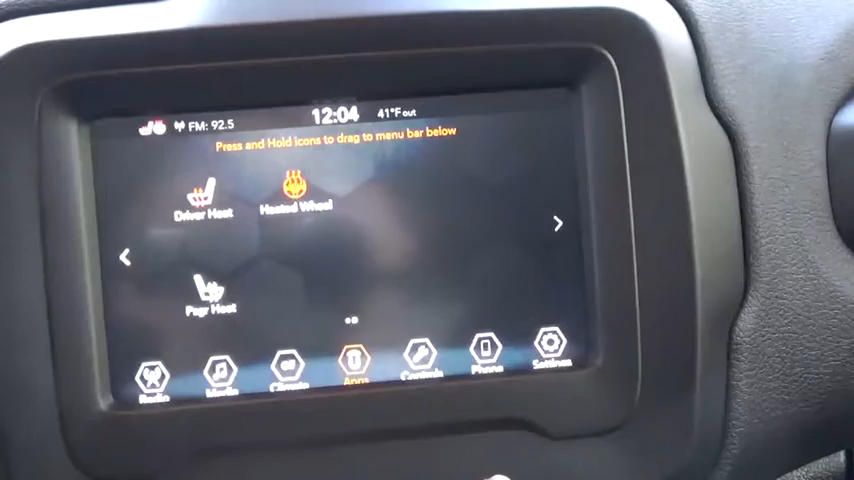 FM: 92.5 12:04 41°F out
Press and Hold icons to drag to menu bar below
Driver Heat Heated Wheel
Psgr Heat
Radio Media Climate Apps Controls Phone Settings